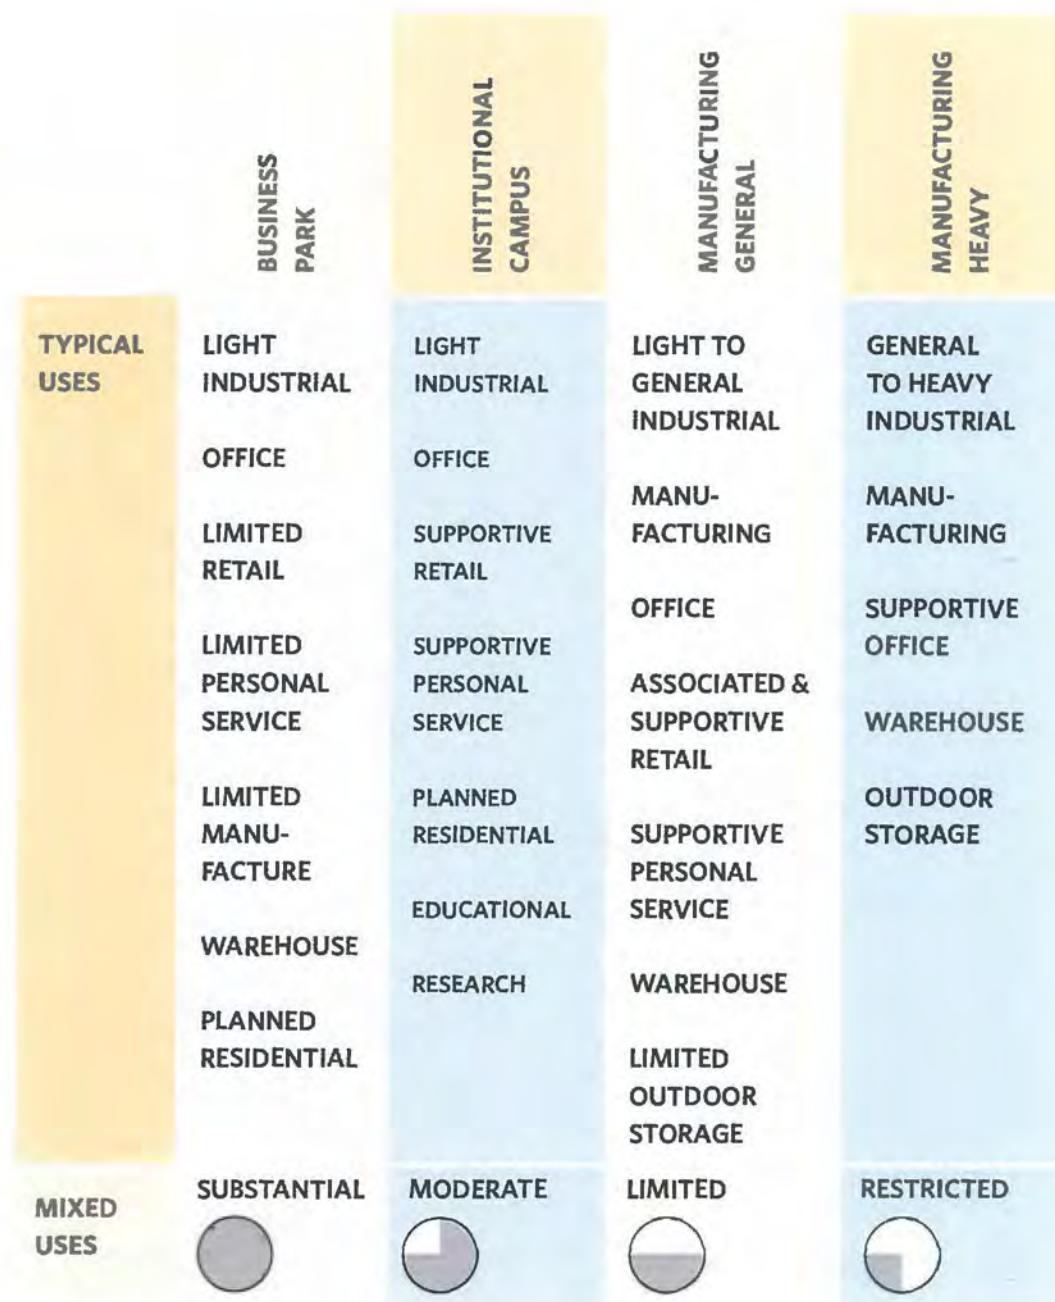 BUSINESS
PARK
INSTITUTIONAL
CAMPUS
MANUFACTURING
GENERAL
MANUFACTURING
HEAVY
TYPICAL
USES
LIGHT
INDUSTRIAL
OFFICE
LIMITED
RETAIL
LIMITED
PERSONAL
SERVICE
LIMITED
MANU-
FACTURE
WAREHOUSE
PLANNED
RESIDENTIAL
LIGHT
INDUSTRIAL
OFFICE
SUPPORTIVE
RETAIL
SUPPORTIVE
PERSONAL
SERVICE
PLANNED
RESIDENTIAL
EDUCATIONAL
RESEARCH
LIGHT TO
GENERAL
INDUSTRIAL
MANU-
FACTURING
OFFICE
ASSOCIATED &
SUPPORTIVE
RETAIL
SUPPORTIVE
PERSONAL
SERVICE
WAREHOUSE
LIMITED
OUTDOOR
STORAGE
GENERAL
TO HEAVY
INDUSTRIAL
MANU-
FACTURING
SUPPORTIVE
OFFICE
WAREHOUSE
OUTDOOR
STORAGE
MIXED
USES
SUBSTANTIAL
MODERATE
LIMITED
RESTRICTED